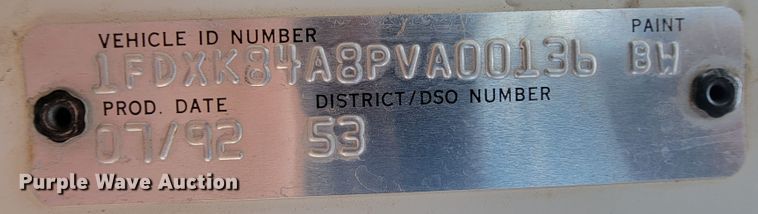 VEHICLE ID NUMBER PAINT
1FDXK84A8PVA00136 BW
PROD. DATE DISTRICT/DSO NUMBER
07/92 53
Purple Wave Auction